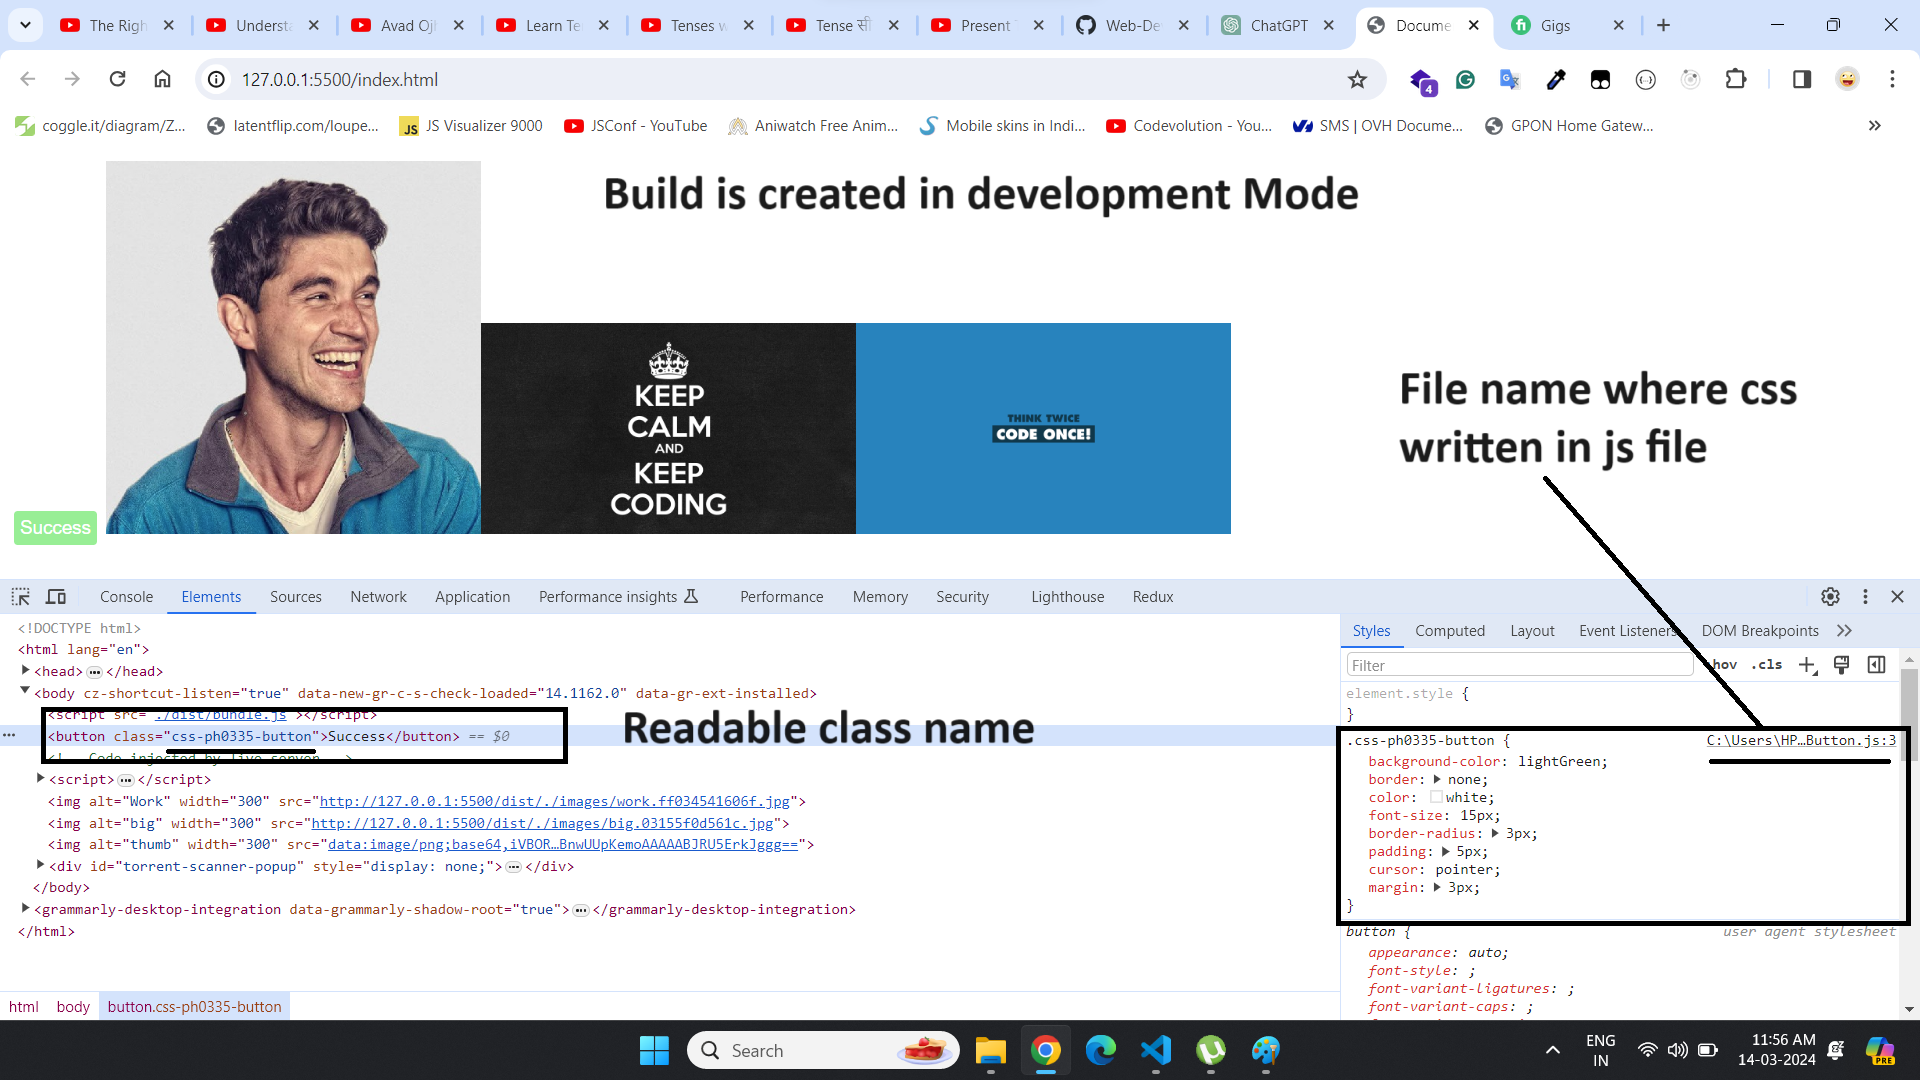 The Righ
Understa
Avad Ojh
Learn Te
Tenses w
Tense सी
Present
Web-De
ChatGPT
Docume
Gigs
127.0.0.1:5500/index.html
4
coggle.it/diagram/Z...
latentflip.com/loupe...
JS Visualizer 9000
JSConf - YouTube
Aniwatch Free Anim...
Mobile skins in Indi...
Codevolution - You...
SMS | OVH Docume...
GPON Home Gatew...
Build is created in development Mode
KEEP
CALM
AND
KEEP
CODING
THINK TWICE
CODE ONCE!
File name where css
written in js file
Success
Console
Elements
Sources
Network
Application
Performance insights
Performance
Memory
Security
Lighthouse
Redux
<!DOCTYPE html>
<html lang="en">
<head> ... </head>
<body cz-shortcut-listen="true" data-new-gr-c-s-check-loaded="14.1162.0" data-gr-ext-installed>
<script src="./dist/bundle.js"></script>
<button class="css-ph0335-button">Success</button> == $0
<!-- Code injected by live-server -->
<script> ... </script>
<img alt="Work" width="300" src="http://127.0.0.1:5500/dist/./images/work.ff034541606f.jpg">
<img alt="big" width="300" src="http://127.0.0.1:5500/dist/./images/big.03155f0d561c.jpg">
<img alt="thumb" width="300" src="data:image/png;base64,iVBOR…BnwUUpKemoAAAAABJRU5ErkJggg==">
<div id="torrent-scanner-popup" style="display: none;"> ... </div>
</body>
<grammarly-desktop-integration data-grammarly-shadow-root="true"> ... </grammarly-desktop-integration>
</html>
Readable class name
html body button.css-ph0335-button
Styles
Computed
Layout
Event Listeners
DOM Breakpoints
Filter
:hov .cls
element.style {
}
.css-ph0335-button {
C:\Users\HP…Button.js:3
background-color: lightGreen;
border: none;
color: white;
font-size: 15px;
border-radius: 3px;
padding: 5px;
cursor: pointer;
margin: 3px;
}
button {
user agent stylesheet
appearance: auto;
font-style: ;
font-variant-ligatures: ;
font-variant-caps: ;
Search
ENG
IN
11:56 AM
14-03-2024
PRE